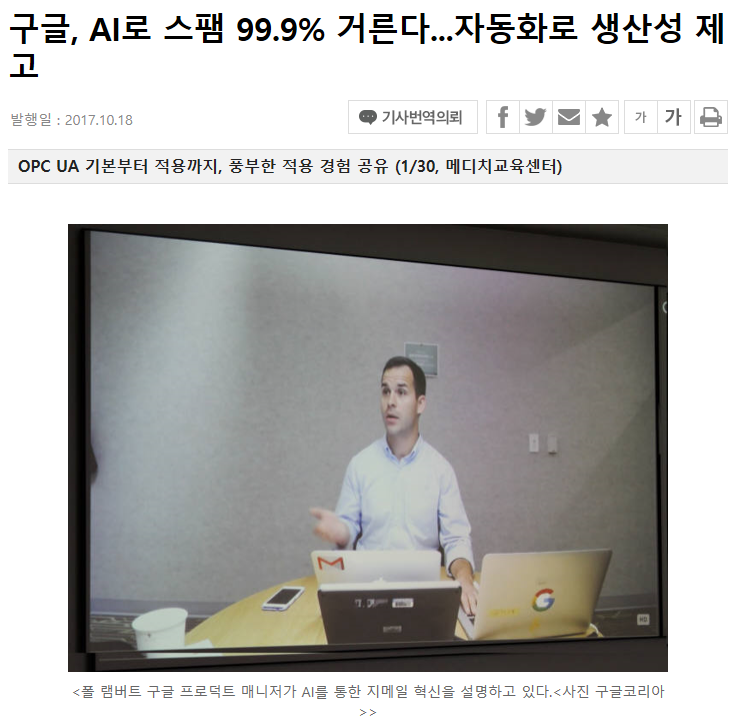 구글, AI로 스팸 99.9% 거른다...자동화로 생산성 제
고
발행일 : 2017.10.18
기사번역의뢰
가
가
OPC UA 기본부터 적용까지, 풍부한 적용 경험 공유 (1/30, 메디치교육센터)
<폴 램버트 구글 프로덕트 매니저가 AI를 통한 지메일 혁신을 설명하고 있다.<사진 구글코리아
>>